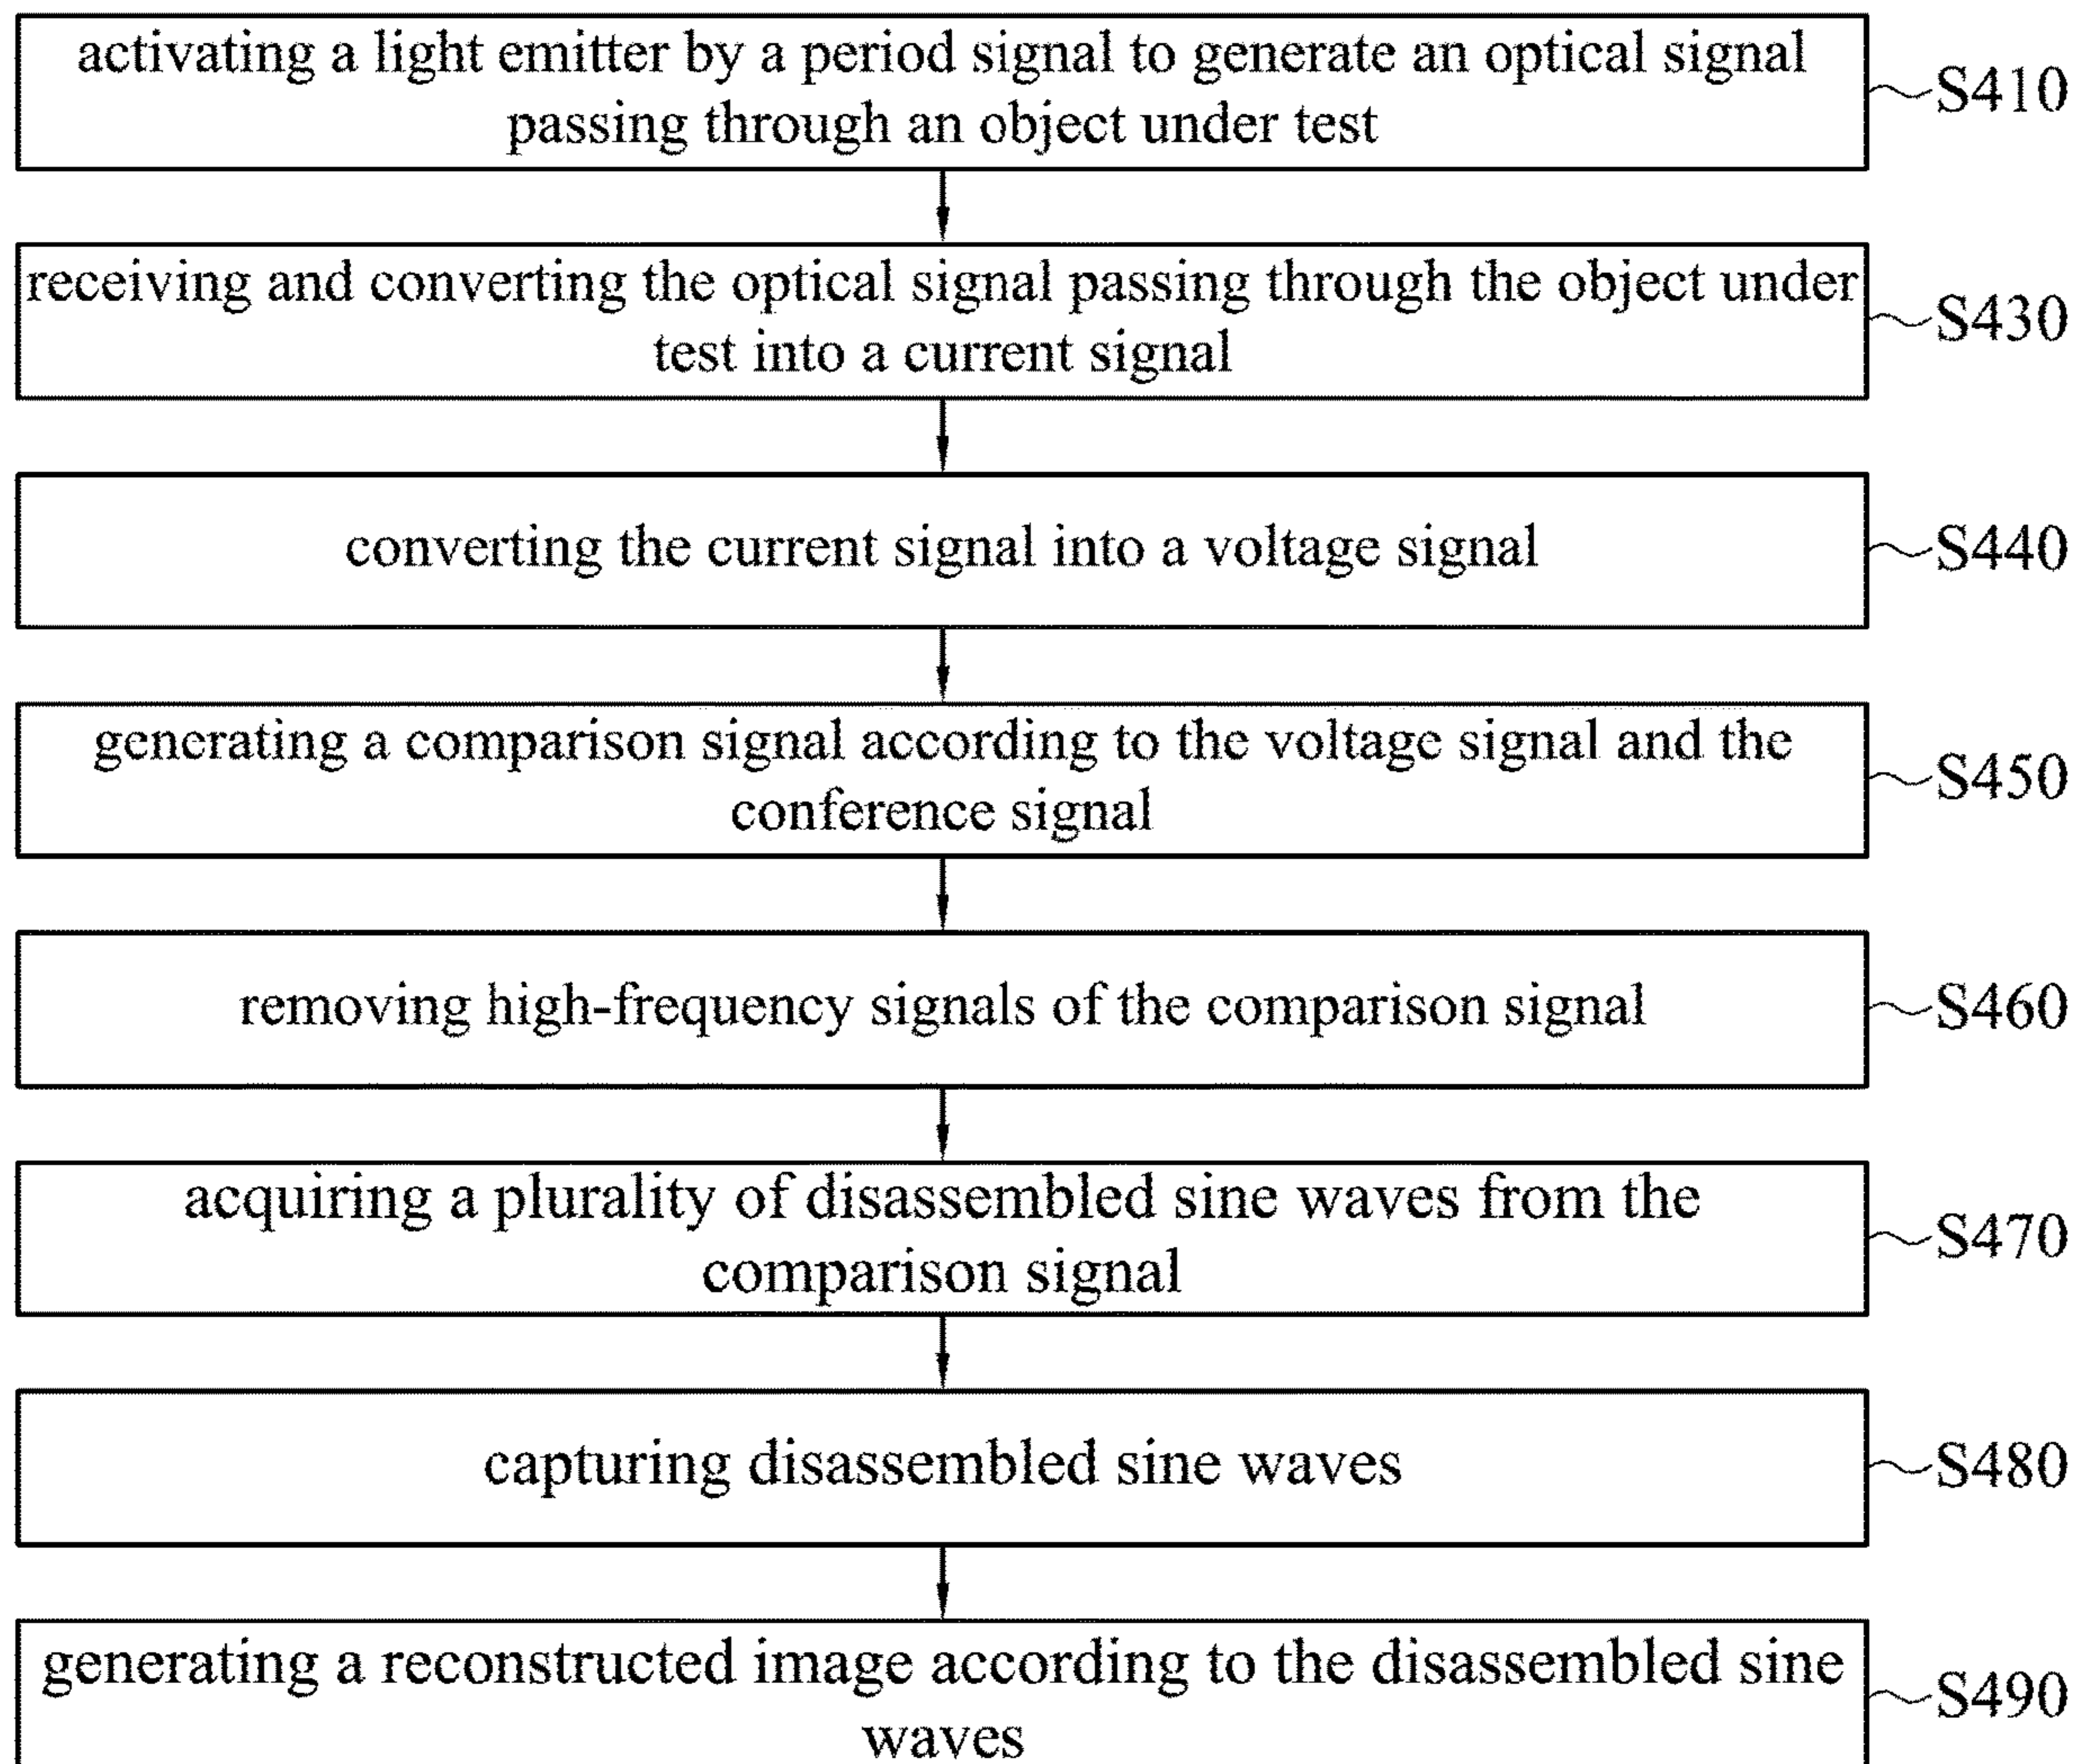 activating a light emitter by a period signal to generate an optical signal
passing through an object under test
S410
receiving and converting the optical signal passing through the object under
test into a current signal
S430
converting the current signal into a voltage signal
S440
generating a comparison signal according to the voltage signal and the
conference signal
S450
removing high-frequency signals of the comparison signal
S460
acquiring a plurality of disassembled sine waves from the
comparison signal
S470
capturing disassembled sine waves
S480
generating a reconstructed image according to the disassembled sine
waves
S490